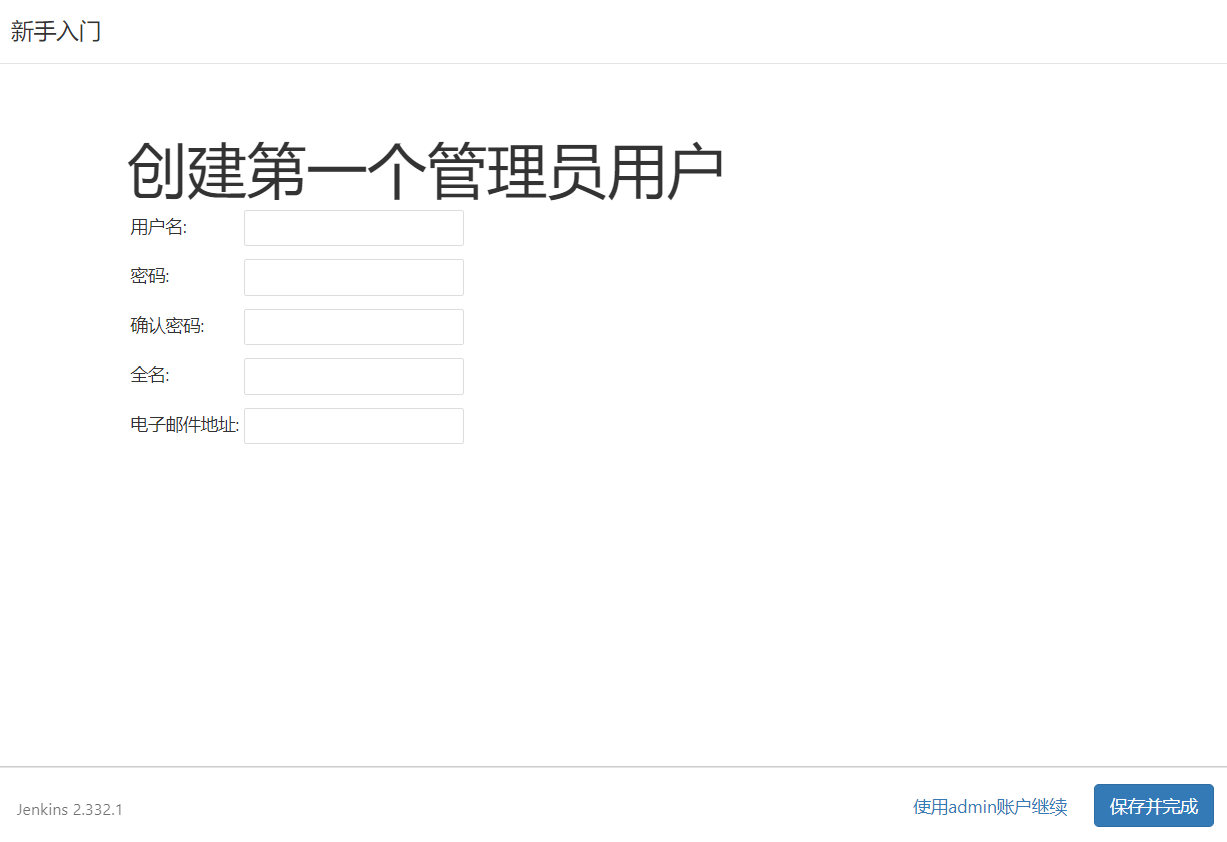 新手入门
创建第一个管理员用户
用户名:
密码:
确认密码:
全名:
电子邮件地址:
Jenkins 2.332.1
使用admin账户继续
保存并完成